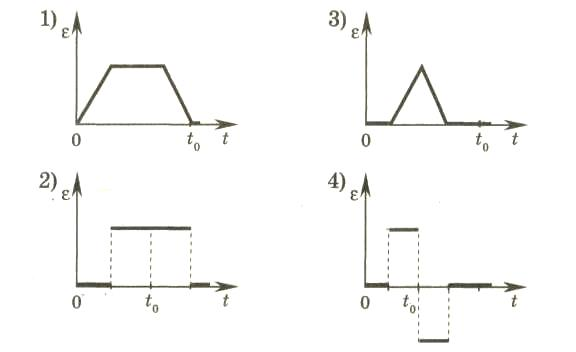 1) ε
0 t₀ t
3) ε
0 t₀ t
2) ε
0 t₀ t
4) ε
0 t₀ t